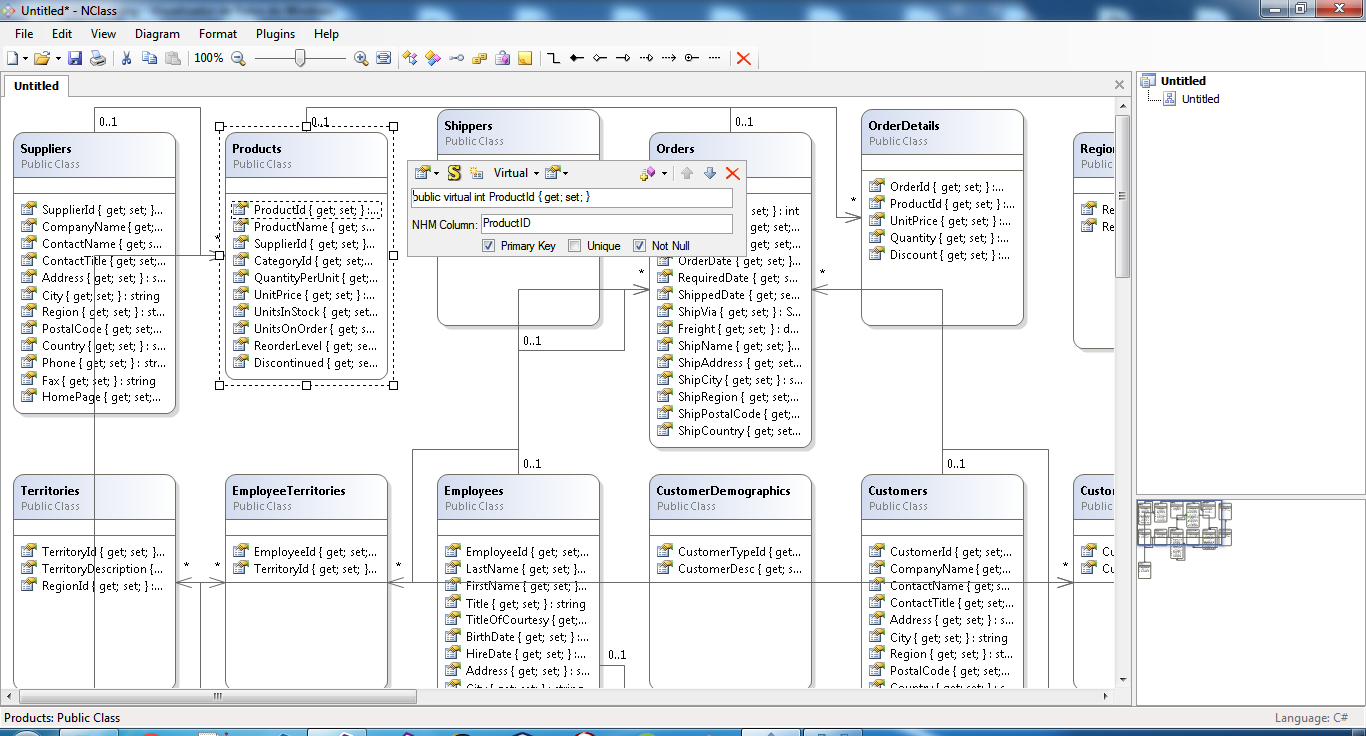 Untitled* - NClass
File Edit View Diagram Format Plugins Help
100%
Untitled
0..1
Suppliers
Public Class
SupplierId { get; set; }...
CompanyName { get; s...
ContactName { get; s...
ContactTitle { get; set;...
Address { get; set; } : s...
City { get; set; } : string
Region { get; set; } : st...
PostalCode { get; set;...
Country { get; set; } : s...
Phone { get; set; } : str...
Fax { get; set; } : string
HomePage { get; set;...
*
0..1
Products
Public Class
ProductId { get; set; } :...
ProductName { get; s...
SupplierId { get; set; }...
CategoryId { get; set;...
QuantityPerUnit { get;...
UnitPrice { get; set; } :...
UnitsInStock { get; set;...
UnitsOnOrder { get; s...
ReorderLevel { get; set;...
Discontinued { get; se...
Shippers
Public Class
Virtual
public virtual int ProductId { get; set; }
NHM Column: ProductID
Primary Key Unique Not Null
0..1
Orders
set; } : int
get; set;...
get; set;...
OrderDate { get; set; }...
RequiredDate { get; s...
ShippedDate { get; se...
ShipVia { get; set; } : S...
Freight { get; set; } : d...
ShipName { get; set; }...
ShipAddress { get; set...
ShipCity { get; set; } : s...
ShipRegion { get; set;...
ShipPostalCode { get;...
ShipCountry { get; set...
*
*
0..1
*
OrderDetails
Public Class
OrderId { get; set; } :...
ProductId { get; set; } :...
UnitPrice { get; set; } :...
Quantity { get; set; } :...
Discount { get; set; } :...
Regio
Public
Re
Re
Territories
Public Class
TerritoryId { get; set; }...
TerritoryDescription {...
RegionId { get; set; } :...
*
*
EmployeeTerritories
Public Class
EmployeeId { get; set;...
TerritoryId { get; set; }...
*
0..1
Employees
Public Class
EmployeeId { get; set;...
LastName { get; set; }...
FirstName { get; set; }...
Title { get; set; } : string
TitleOfCourtesy { get;...
BirthDate { get; set; } :...
HireDate { get; set; } :...
Address { get; set; } : s...
City { get; set; } : string
0..1
CustomerDemographics
Public Class
CustomerTypeId { get...
CustomerDesc { get; s...
0..1
Customers
Public Class
CustomerId { get; set;...
CompanyName { get;...
ContactName { get; s...
ContactTitle { get; set;...
Address { get; set; } : s...
City { get; set; } : string
Region { get; set; } : st...
PostalCode { get; set;...
Country { get; set; } : s...
*
Custo
Public
Cu
Cu
Untitled
Untitled
Products: Public Class
Language: C#